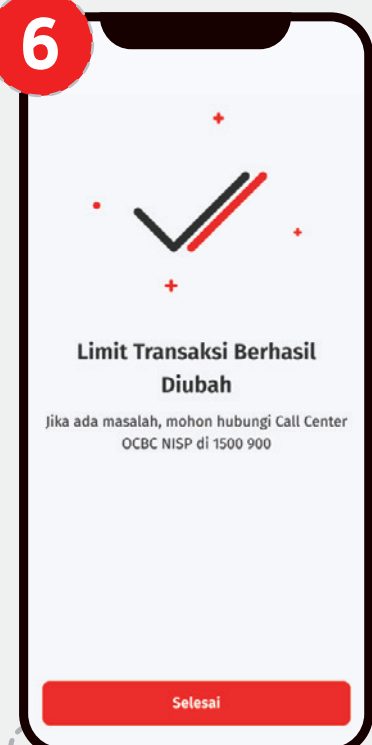 6
Limit Transaksi Berhasil
Diubah
Jika ada masalah, mohon hubungi Call Center
OCBC NISP di 1500 900
Selesai